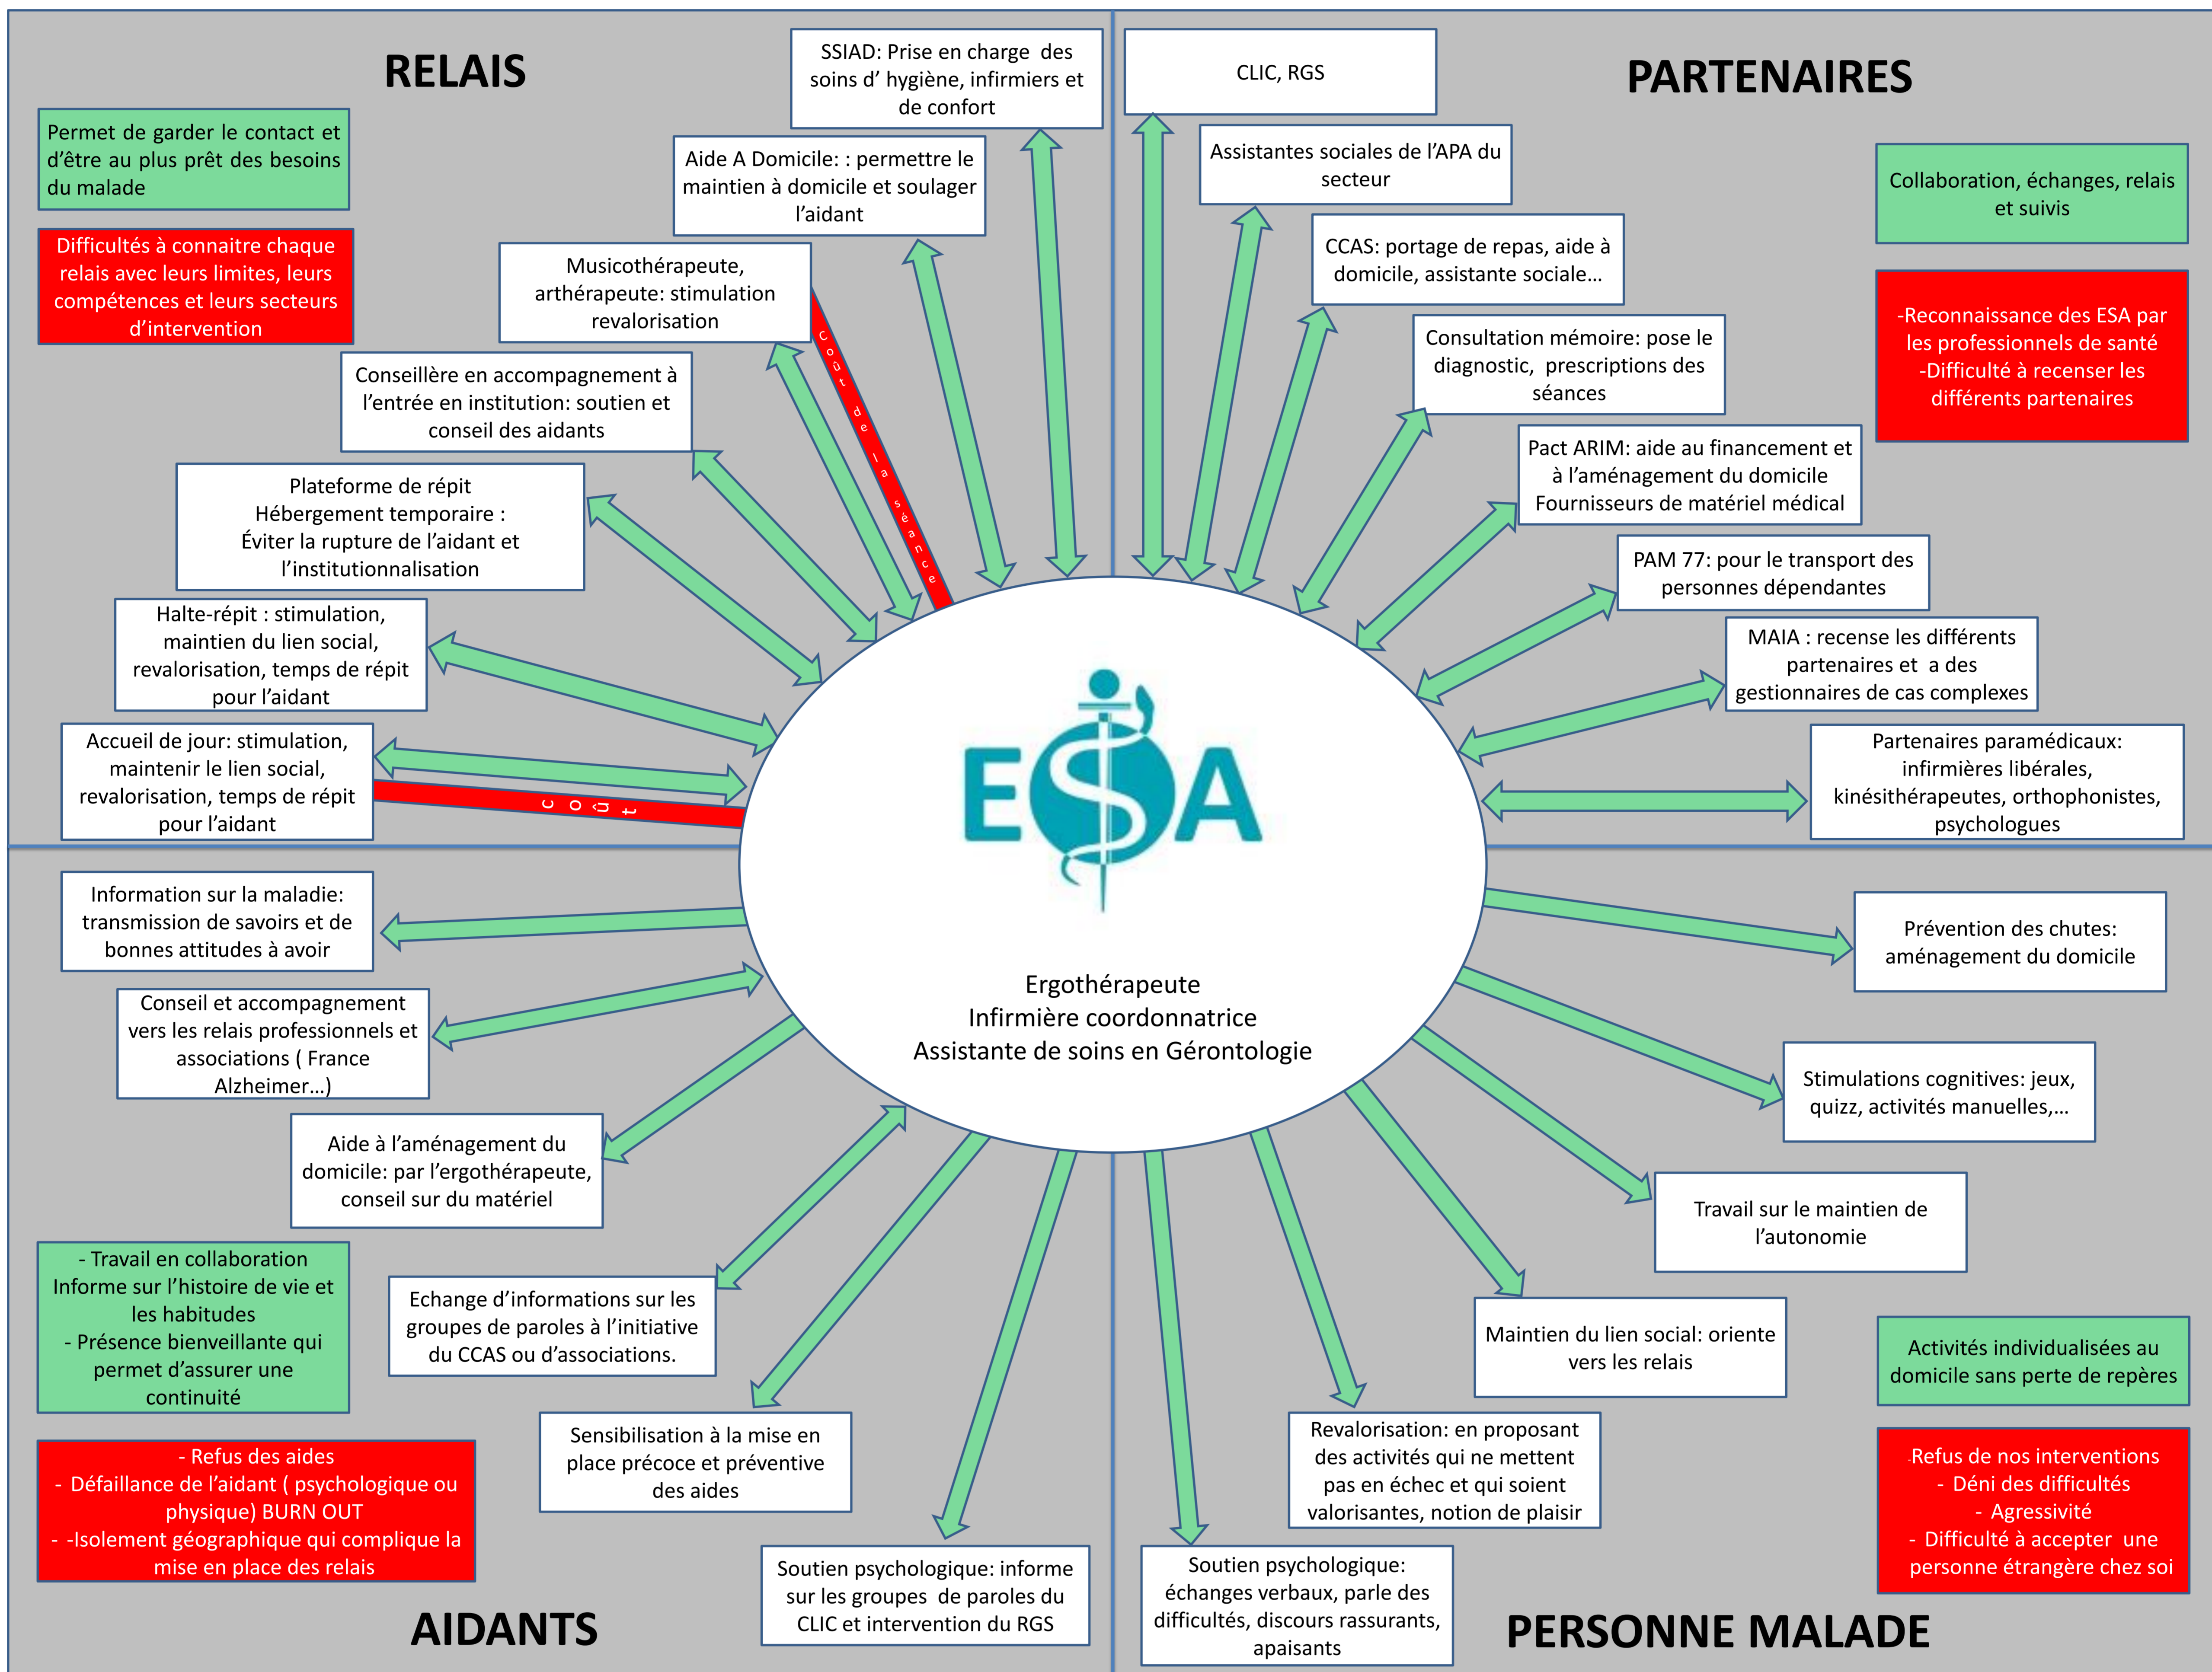 RELAIS
Permet de garder le contact et
d'être au plus prêt des besoins
du malade
Difficultés à connaitre chaque
relais avec leurs limites, leurs
compétences et leurs secteurs
d'intervention
SSIAD: Prise en charge des
soins d' hygiène, infirmiers et
de confort
Aide A Domicile: : permettre le
maintien à domicile et soulager
l'aidant
Musicothérapeute,
arthérapeute: stimulation
revalorisation
Coût de la séance
Conseillère en accompagnement à
l'entrée en institution: soutien et
conseil des aidants
Plateforme de répit
Hébergement temporaire :
Éviter la rupture de l'aidant et
l'institutionnalisation
Halte-répit : stimulation,
maintien du lien social,
revalorisation, temps de répit
pour l'aidant
Accueil de jour: stimulation,
maintenir le lien social,
revalorisation, temps de répit
pour l'aidant
coût
PARTENAIRES
CLIC, RGS
Assistantes sociales de l'APA du
secteur
CCAS: portage de repas, aide à
domicile, assistante sociale…
Consultation mémoire: pose le
diagnostic, prescriptions des
séances
Pact ARIM: aide au financement et
à l'aménagement du domicile
Fournisseurs de matériel médical
PAM 77: pour le transport des
personnes dépendantes
MAIA : recense les différents
partenaires et a des
gestionnaires de cas complexes
Partenaires paramédicaux:
infirmières libérales,
kinésithérapeutes, orthophonistes,
psychologues
Collaboration, échanges, relais
et suivis
-Reconnaissance des ESA par
les professionnels de santé
-Difficulté à recenser les
différents partenaires
ESA
Ergothérapeute
Infirmière coordonnatrice
Assistante de soins en Gérontologie
Information sur la maladie:
transmission de savoirs et de
bonnes attitudes à avoir
Conseil et accompagnement
vers les relais professionnels et
associations ( France
Alzheimer…)
Aide à l'aménagement du
domicile: par l'ergothérapeute,
conseil sur du matériel
Echange d'informations sur les
groupes de paroles à l'initiative
du CCAS ou d'associations.
Sensibilisation à la mise en
place précoce et préventive
des aides
Soutien psychologique: informe
sur les groupes de paroles du
CLIC et intervention du RGS
- Travail en collaboration
Informe sur l'histoire de vie et
les habitudes
- Présence bienveillante qui
permet d'assurer une
continuité
- Refus des aides
- Défaillance de l'aidant ( psychologique ou
physique) BURN OUT
- -Isolement géographique qui complique la
mise en place des relais
AIDANTS
Prévention des chutes:
aménagement du domicile
Stimulations cognitives: jeux,
quizz, activités manuelles,…
Travail sur le maintien de
l'autonomie
Maintien du lien social: oriente
vers les relais
Revalorisation: en proposant
des activités qui ne mettent
pas en échec et qui soient
valorisantes, notion de plaisir
Soutien psychologique:
échanges verbaux, parle des
difficultés, discours rassurants,
apaisants
Activités individualisées au
domicile sans perte de repères
-Refus de nos interventions
- Déni des difficultés
- Agressivité
- Difficulté à accepter une
personne étrangère chez soi
PERSONNE MALADE